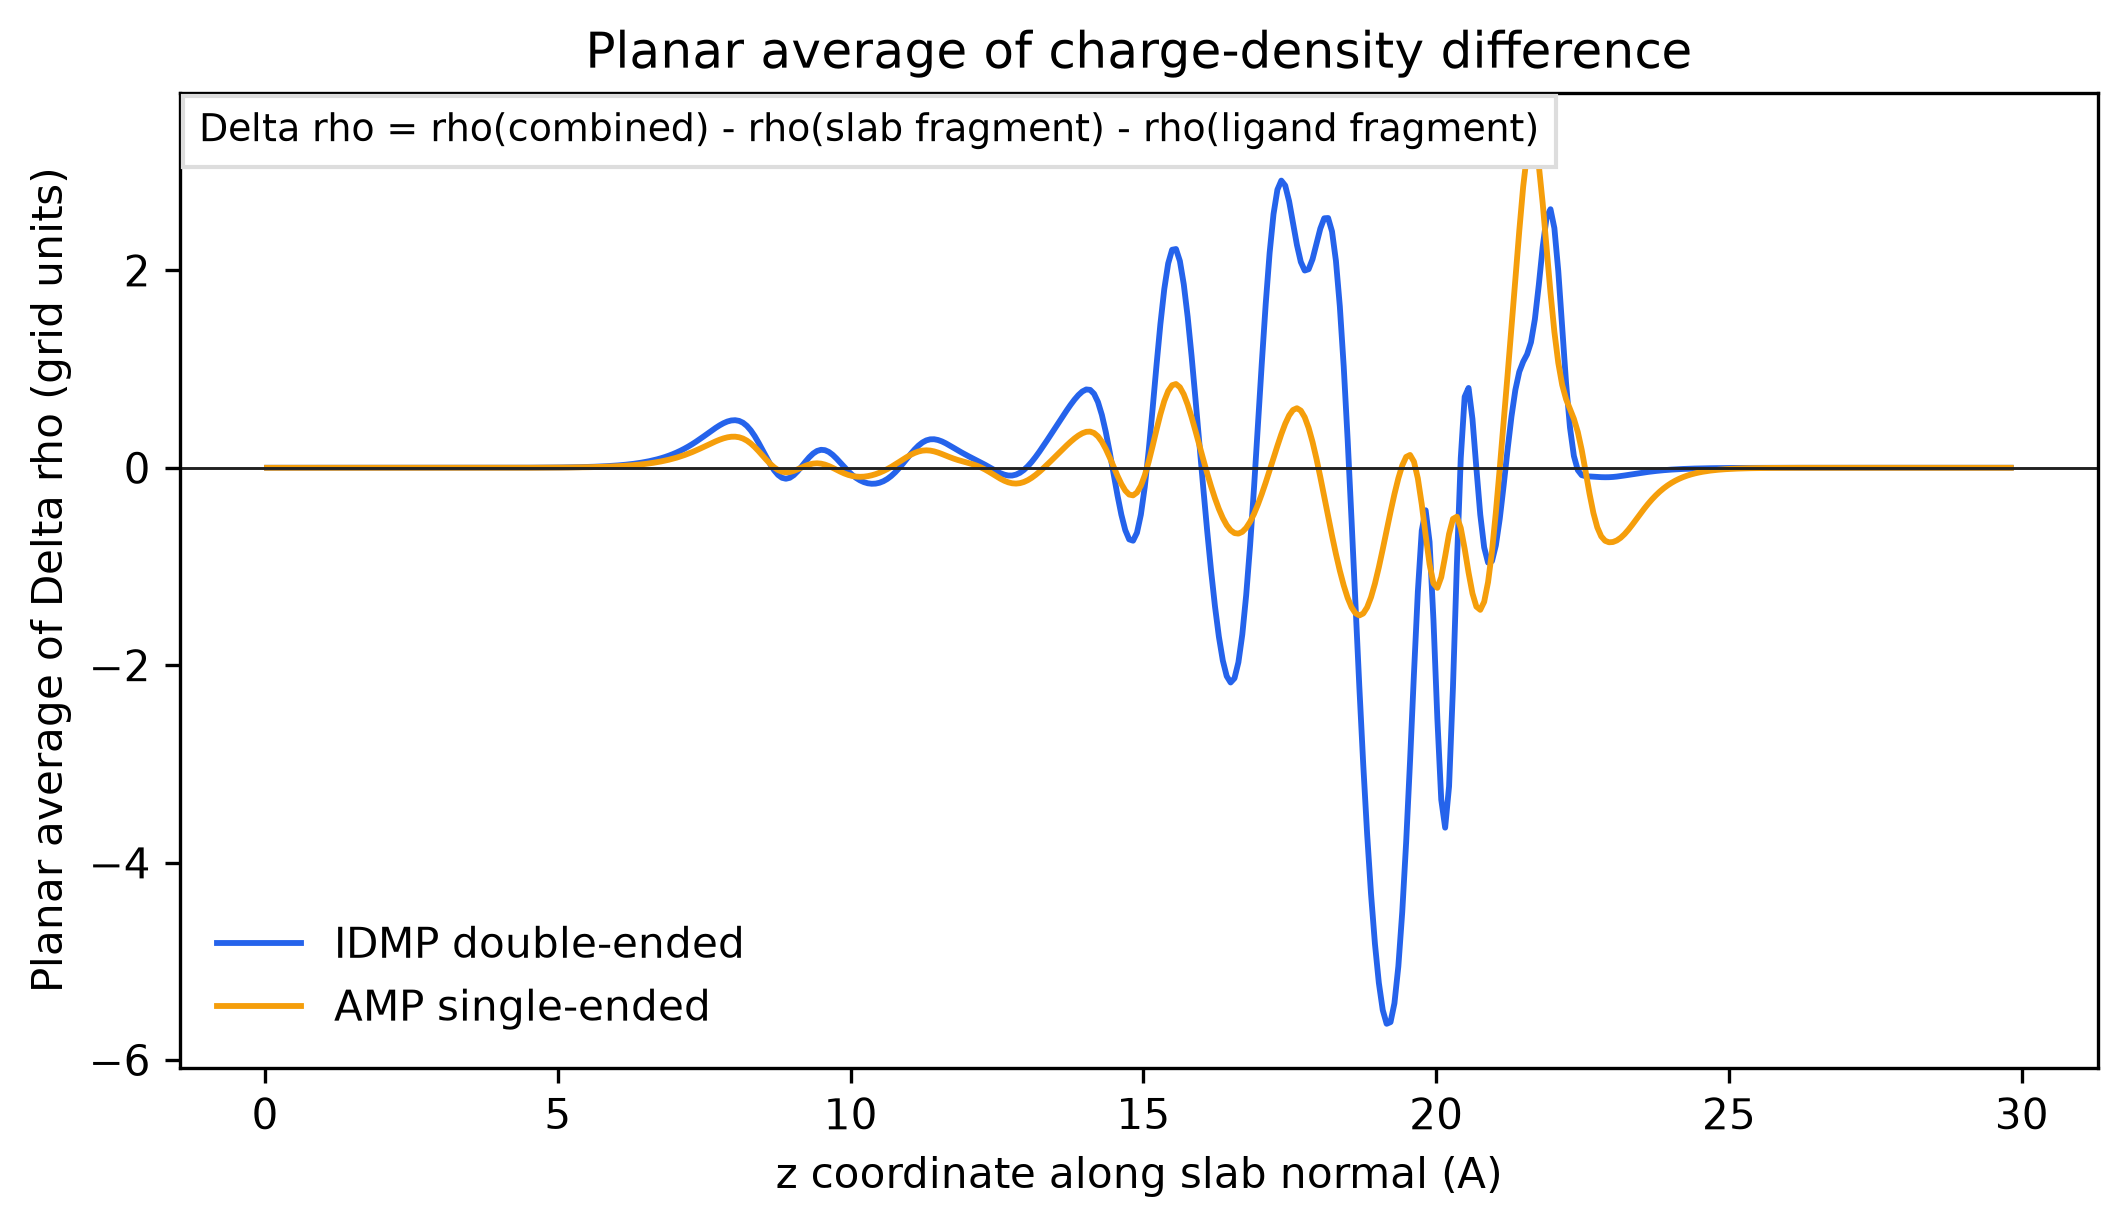 Planar average of charge-density difference
Delta rho = rho(combined) - rho(slab fragment) - rho(ligand fragment)
Planar average of Delta rho (grid units)
2
0
−2
−4
−6
IDMP double-ended
AMP single-ended
0 5 10 15 20 25 30
z coordinate along slab normal (A)